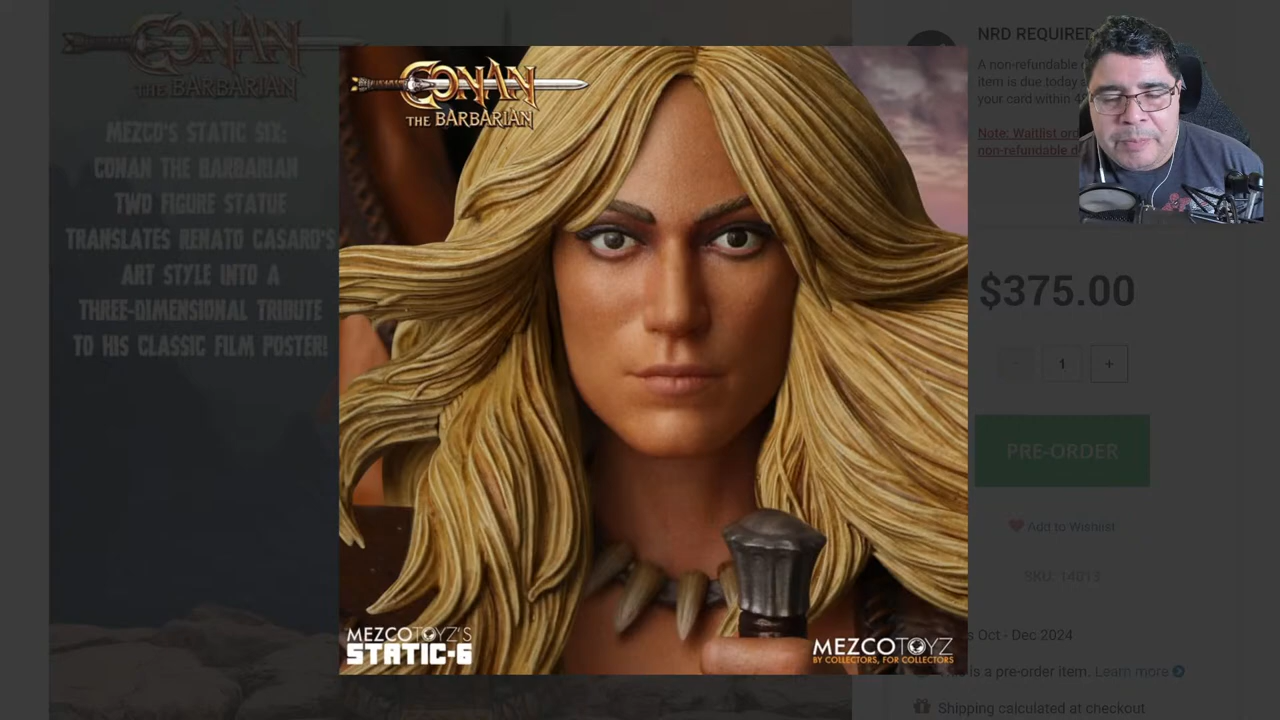 CONAN
THE BARBARIAN
MEZCO'S STATIC SIX:
CONAN THE BARBARIAN
TWO FIGURE STATUE
TRANSLATES RENATO CASARO'S
ART STYLE INTO A
THREE-DIMENSIONAL TRIBUTE
TO HIS CLASSIC FILM POSTER!
CONAN
THE BARBARIAN
MEZCOTOYZ'S
STATIC-6
MEZCOTOYZ
BY COLLECTORS, FOR COLLECTORS
NRD REQUIRED
A non-refundable
item is due today
your card within
Note: Waitlist
non-refundable
$375.00
− 1 +
PRE-ORDER
Add to Wishlist
SKU: 14013
Oct - Dec 2024
is a pre-order item. Learn more
Shipping calculated at checkout